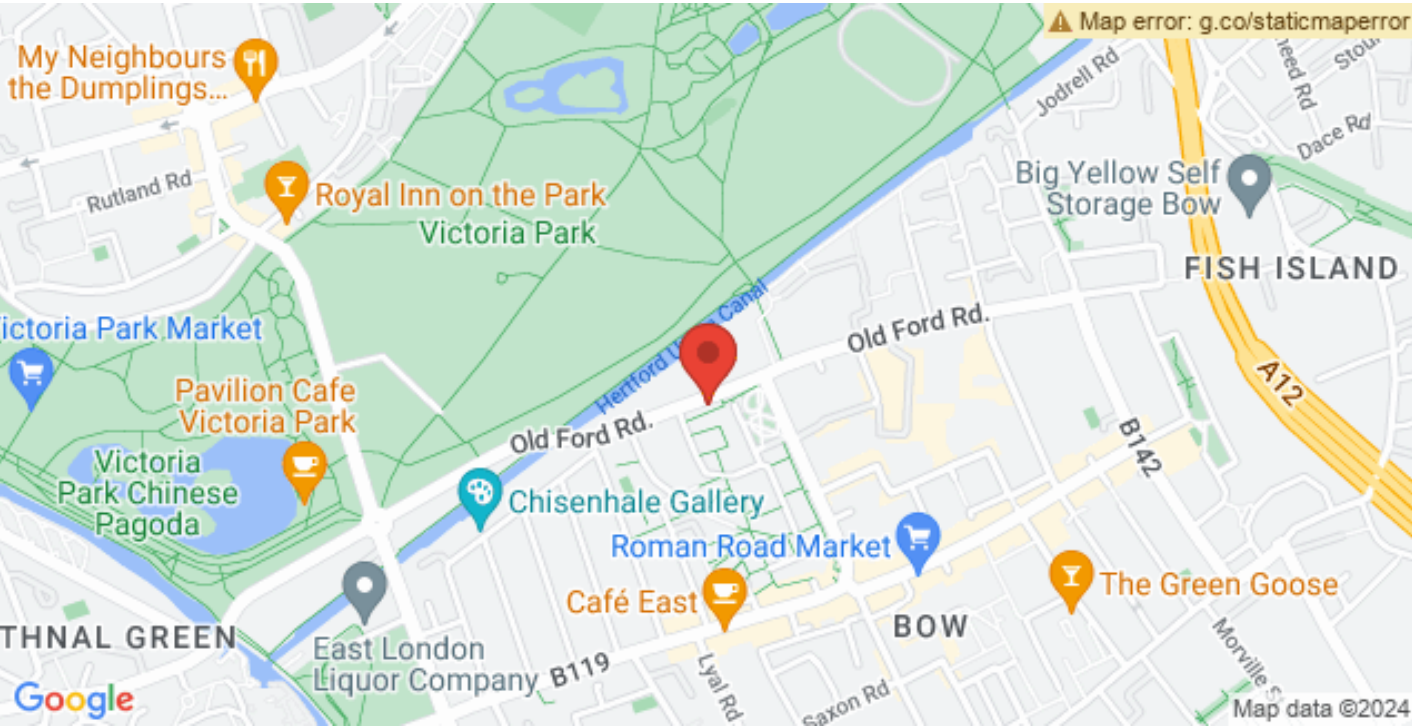 Map error: g.co/staticmaperror
My Neighbours
the Dumplings...
Jodrell Rd
Dace Rd
Rutland Rd
Big Yellow Self
Storage Bow
Royal Inn on the Park
Victoria Park
FISH ISLAND
ictoria Park Market
Old Ford Rd.
Canal
Hertford U
A12
Pavilion Cafe
Victoria Park
Old Ford Rd.
B142
Victoria
Park Chinese
Pagoda
Chisenhale Gallery
Roman Road Market
Café East
The Green Goose
BOW
THNAL GREEN
East London
Liquor Company
B119
Lyal Rd
Saxon Rd
Morville S
Google
Map data ©2024